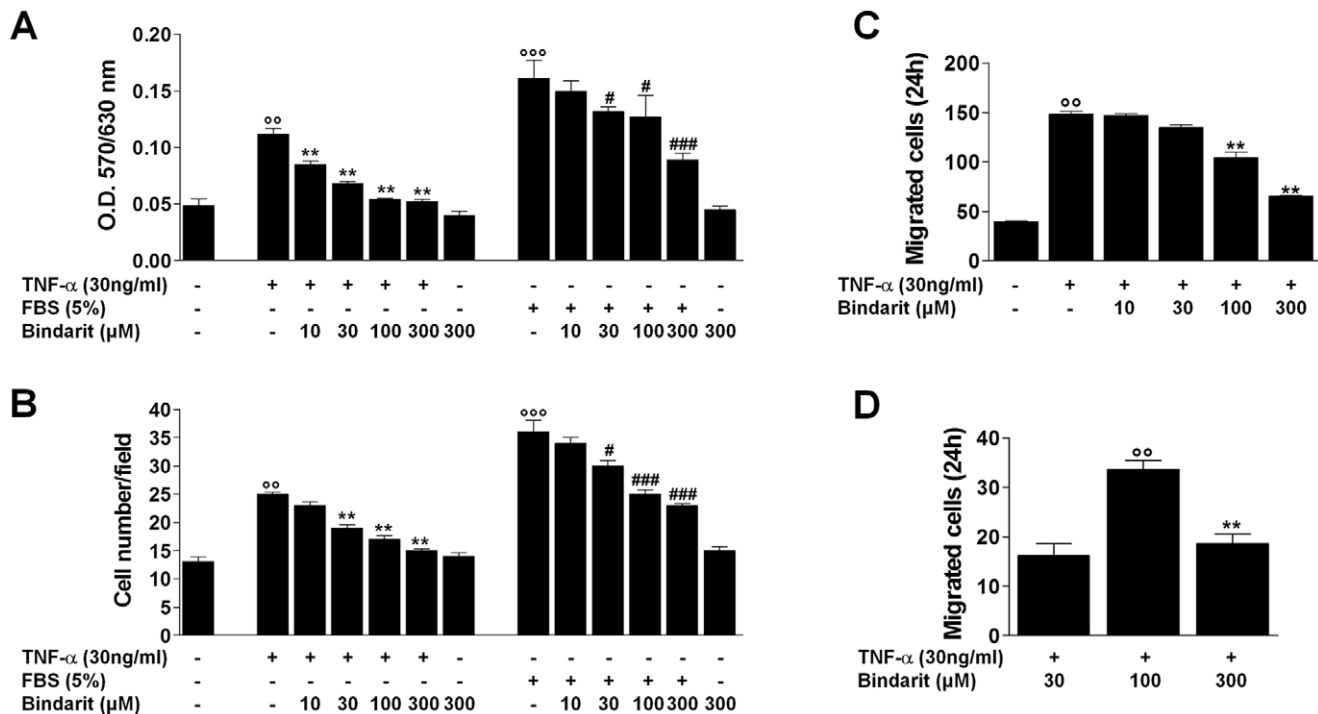 A
O.D. 570/630 nm
0.20
0.15
0.10
0.05
0.00
°° ** ** ** ** °°° # # ###
TNF-α (30ng/ml) - + + + + + - - - - - - -
FBS (5%) - - - - - - - + + + + + -
Bindarit (µM) - - 10 30 100 300 300 - 10 30 100 300 300
B
Cell number/field
40
35
30
25
20
15
10
5
0
°° ** ** ** °°° # ### ###
TNF-α (30ng/ml) - + + + + + - - - - - - -
FBS (5%) - - - - - - - + + + + + -
Bindarit (µM) - - 10 30 100 300 300 - 10 30 100 300 300
C
Migrated cells (24h)
200
150
100
50
0
°° ** **
TNF-α (30ng/ml) - + + + + +
Bindarit (µM) - - 10 30 100 300
D
Migrated cells (24h)
40
30
20
10
0
°° **
TNF-α (30ng/ml) + + +
Bindarit (µM) 30 100 300